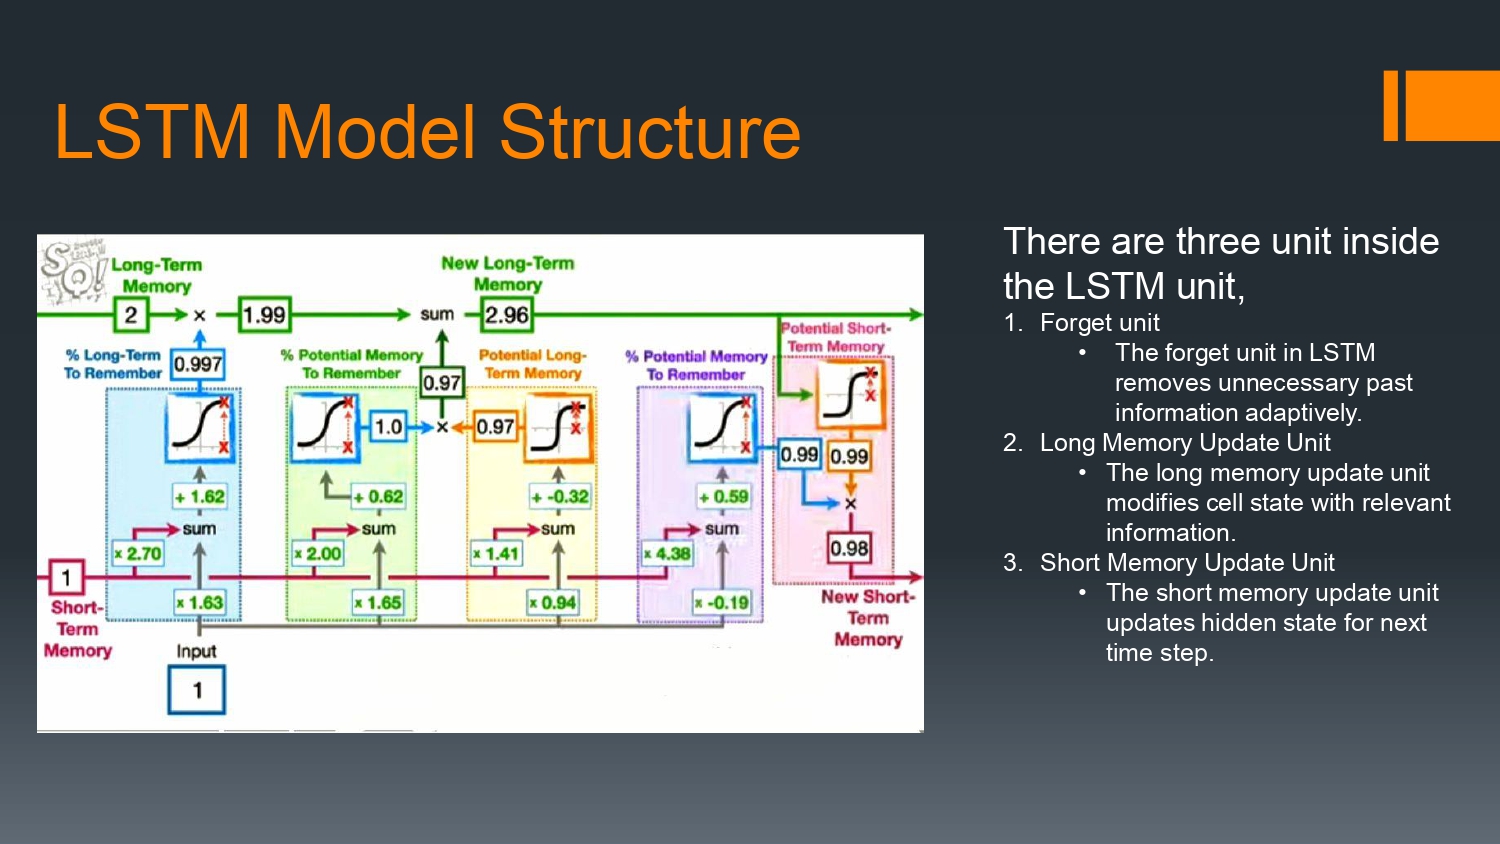 LSTM Model Structure
Long-Term
Memory
2
×
1.99
sum
New Long-Term
Memory
2.96
% Long-Term
To Remember
0.997
+ 1.62
sum
× 2.70
× 1.63
% Potential Memory
To Remember
1.0
0.97
×
+ 0.62
sum
× 2.00
× 1.65
Potential Long-
Term Memory
0.97
+ -0.32
sum
× 1.41
× 0.94
% Potential Memory
To Remember
0.99
+ 0.59
sum
× 4.38
× -0.19
Potential Short-
Term Memory
0.99
×
0.98
New Short-
Term
Memory
1
Short-
Term
Memory
Input
1
There are three unit inside
the LSTM unit,
1. Forget unit
• The forget unit in LSTM
removes unnecessary past
information adaptively.
2. Long Memory Update Unit
• The long memory update unit
modifies cell state with relevant
information.
3. Short Memory Update Unit
• The short memory update unit
updates hidden state for next
time step.